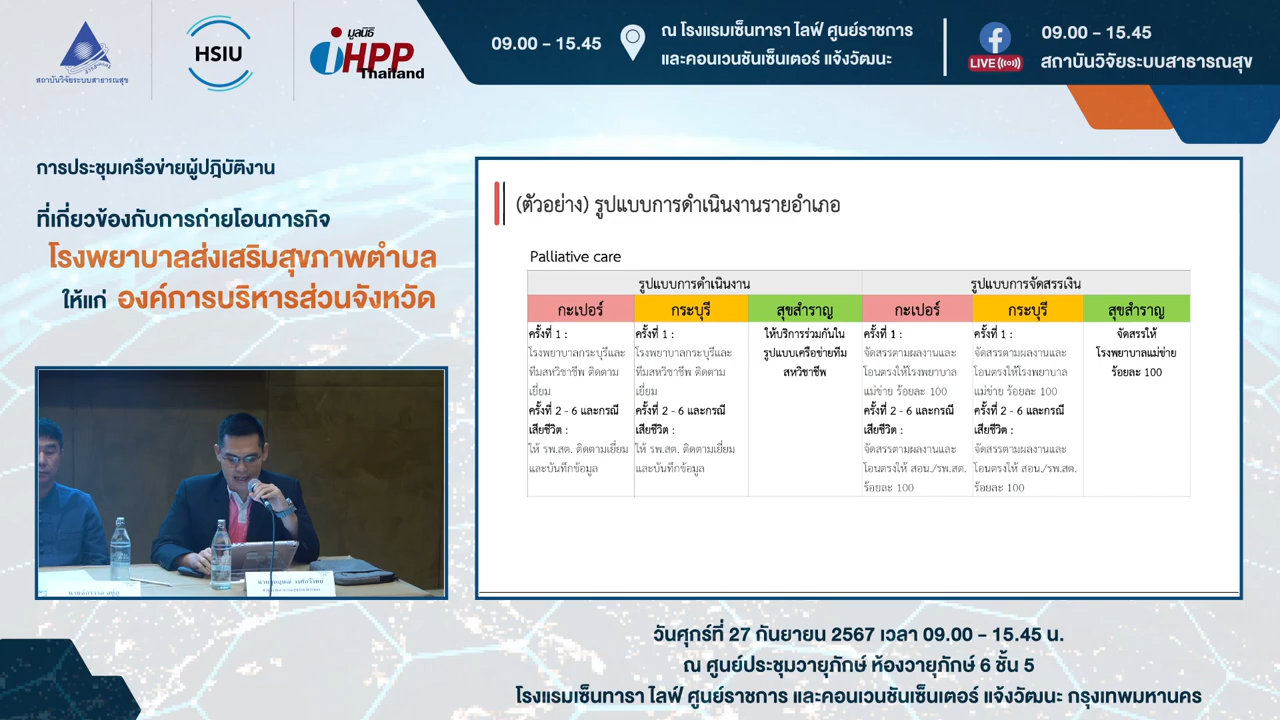 สถาบันวิจัยระบบสาธารณสุข
HSIU
มูลนิธิ
iHPP
Thailand
09.00 - 15.45
ณ โรงแรมเซ็นทารา ไลฟ์ ศูนย์ราชการ
และคอนเวนชันเซ็นเตอร์ แจ้งวัฒนะ
LIVE
09.00 - 15.45
สถาบันวิจัยระบบสาธารณสุข
การประชุมเครือข่ายผู้ปฏิบัติงาน
ที่เกี่ยวข้องกับการถ่ายโอนภารกิจ
โรงพยาบาลส่งเสริมสุขภาพตำบล
ให้แก่ องค์การบริหารส่วนจังหวัด
(ตัวอย่าง) รูปแบบการดำเนินงานรายอำเภอ
Palliative care
รูปแบบการดำเนินงาน รูปแบบการจัดสรรเงิน
กะเปอร์ กระบุรี สุขสำราญ กะเปอร์ กระบุรี สุขสำราญ
ครั้งที่ 1 : ครั้งที่ 1 : ให้บริการร่วมกันใน ครั้งที่ 1 : ครั้งที่ 1 : จัดสรรให้
โรงพยาบาลกระบุรีและ โรงพยาบาลกระบุรีและ รูปแบบเครือข่ายทีม จัดสรรตามผลงานและ จัดสรรตามผลงานและ โรงพยาบาลแม่ข่าย
ทีมสหวิชาชีพ ติดตาม ทีมสหวิชาชีพ ติดตาม สหวิชาชีพ โอนตรงให้โรงพยาบาล โอนตรงให้โรงพยาบาล ร้อยละ 100
เยี่ยม เยี่ยม แม่ข่าย ร้อยละ 100 แม่ข่าย ร้อยละ 100
ครั้งที่ 2 - 6 และกรณี ครั้งที่ 2 - 6 และกรณี ครั้งที่ 2 - 6 และกรณี ครั้งที่ 2 - 6 และกรณี
เสียชีวิต : เสียชีวิต : เสียชีวิต : เสียชีวิต :
ให้ รพ.สต. ติดตามเยี่ยม ให้ รพ.สต. ติดตามเยี่ยม จัดสรรตามผลงานและ จัดสรรตามผลงานและ
และบันทึกข้อมูล และบันทึกข้อมูล โอนตรงให้ สอน./รพ.สต. โอนตรงให้ สอน./รพ.สต.
ร้อยละ 100 ร้อยละ 100
วันศุกร์ที่ 27 กันยายน 2567 เวลา 09.00 - 15.45 น.
ณ ศูนย์ประชุมวายุภักษ์ ห้องวายุภักษ์ 6 ชั้น 5
โรงแรมเซ็นทารา ไลฟ์ ศูนย์ราชการ และคอนเวนชันเซ็นเตอร์ แจ้งวัฒนะ กรุงเทพมหานคร